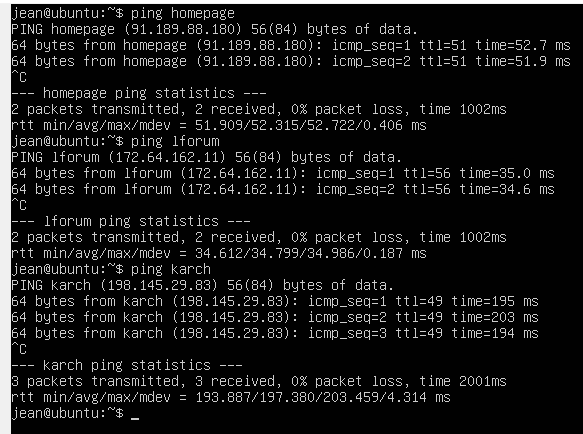 jean@ubuntu:~$ ping homepage
PING homepage (91.189.88.180) 56(84) bytes of data.
64 bytes from homepage (91.189.88.180): icmp_seq=1 ttl=51 time=52.7 ms
64 bytes from homepage (91.189.88.180): icmp_seq=2 ttl=51 time=51.9 ms
^C
--- homepage ping statistics ---
2 packets transmitted, 2 received, 0% packet loss, time 1002ms
rtt min/avg/max/mdev = 51.909/52.315/52.722/0.406 ms
jean@ubuntu:~$ ping lforum
PING lforum (172.64.162.11) 56(84) bytes of data.
64 bytes from lforum (172.64.162.11): icmp_seq=1 ttl=56 time=35.0 ms
64 bytes from lforum (172.64.162.11): icmp_seq=2 ttl=56 time=34.6 ms
^C
--- lforum ping statistics ---
2 packets transmitted, 2 received, 0% packet loss, time 1002ms
rtt min/avg/max/mdev = 34.612/34.799/34.986/0.187 ms
jean@ubuntu:~$ ping karch
PING karch (198.145.29.83) 56(84) bytes of data.
64 bytes from karch (198.145.29.83): icmp_seq=1 ttl=49 time=195 ms
64 bytes from karch (198.145.29.83): icmp_seq=2 ttl=49 time=203 ms
64 bytes from karch (198.145.29.83): icmp_seq=3 ttl=49 time=194 ms
^C
--- karch ping statistics ---
3 packets transmitted, 3 received, 0% packet loss, time 2001ms
rtt min/avg/max/mdev = 193.887/197.380/203.459/4.314 ms
jean@ubuntu:~$ _